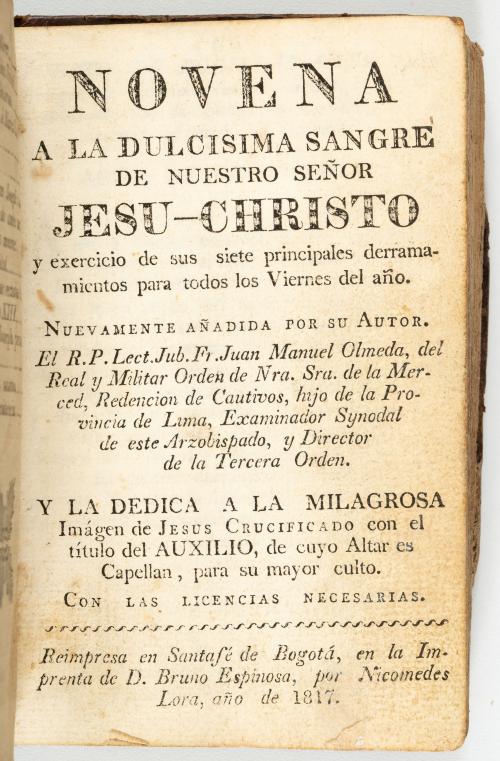 NOVENA
A LA DULCISIMA SANGRE
DE NUESTRO SEÑOR
JESU-CHRISTO
y exercicio de sus siete principales derrama-
mientos para todos los Viernes del año.
NUEVAMENTE AÑADIDA POR SU AUTOR.
El R.P. Lect. Jub. Fr. Juan Manuel Olmeda, del
Real y Militar Orden de Nra. Sra. de la Mer-
ced, Redencion de Cautivos, hijo de la Pro-
vincia de Lima, Examinador Synodal
de este Arzobispado, y Director
de la Tercera Orden.
Y LA DEDICA A LA MILAGROSA
Imágen de JESUS CRUCIFICADO con el
título del AUXILIO, de cuyo Altar es
Capellan, para su mayor culto.
CON LAS LICENCIAS NECESARIAS.
Reimpresa en Santafé de Bogotá, en la Im-
prenta de D. Bruno Espinosa, por Nicomedes
Lora, año de 1817.